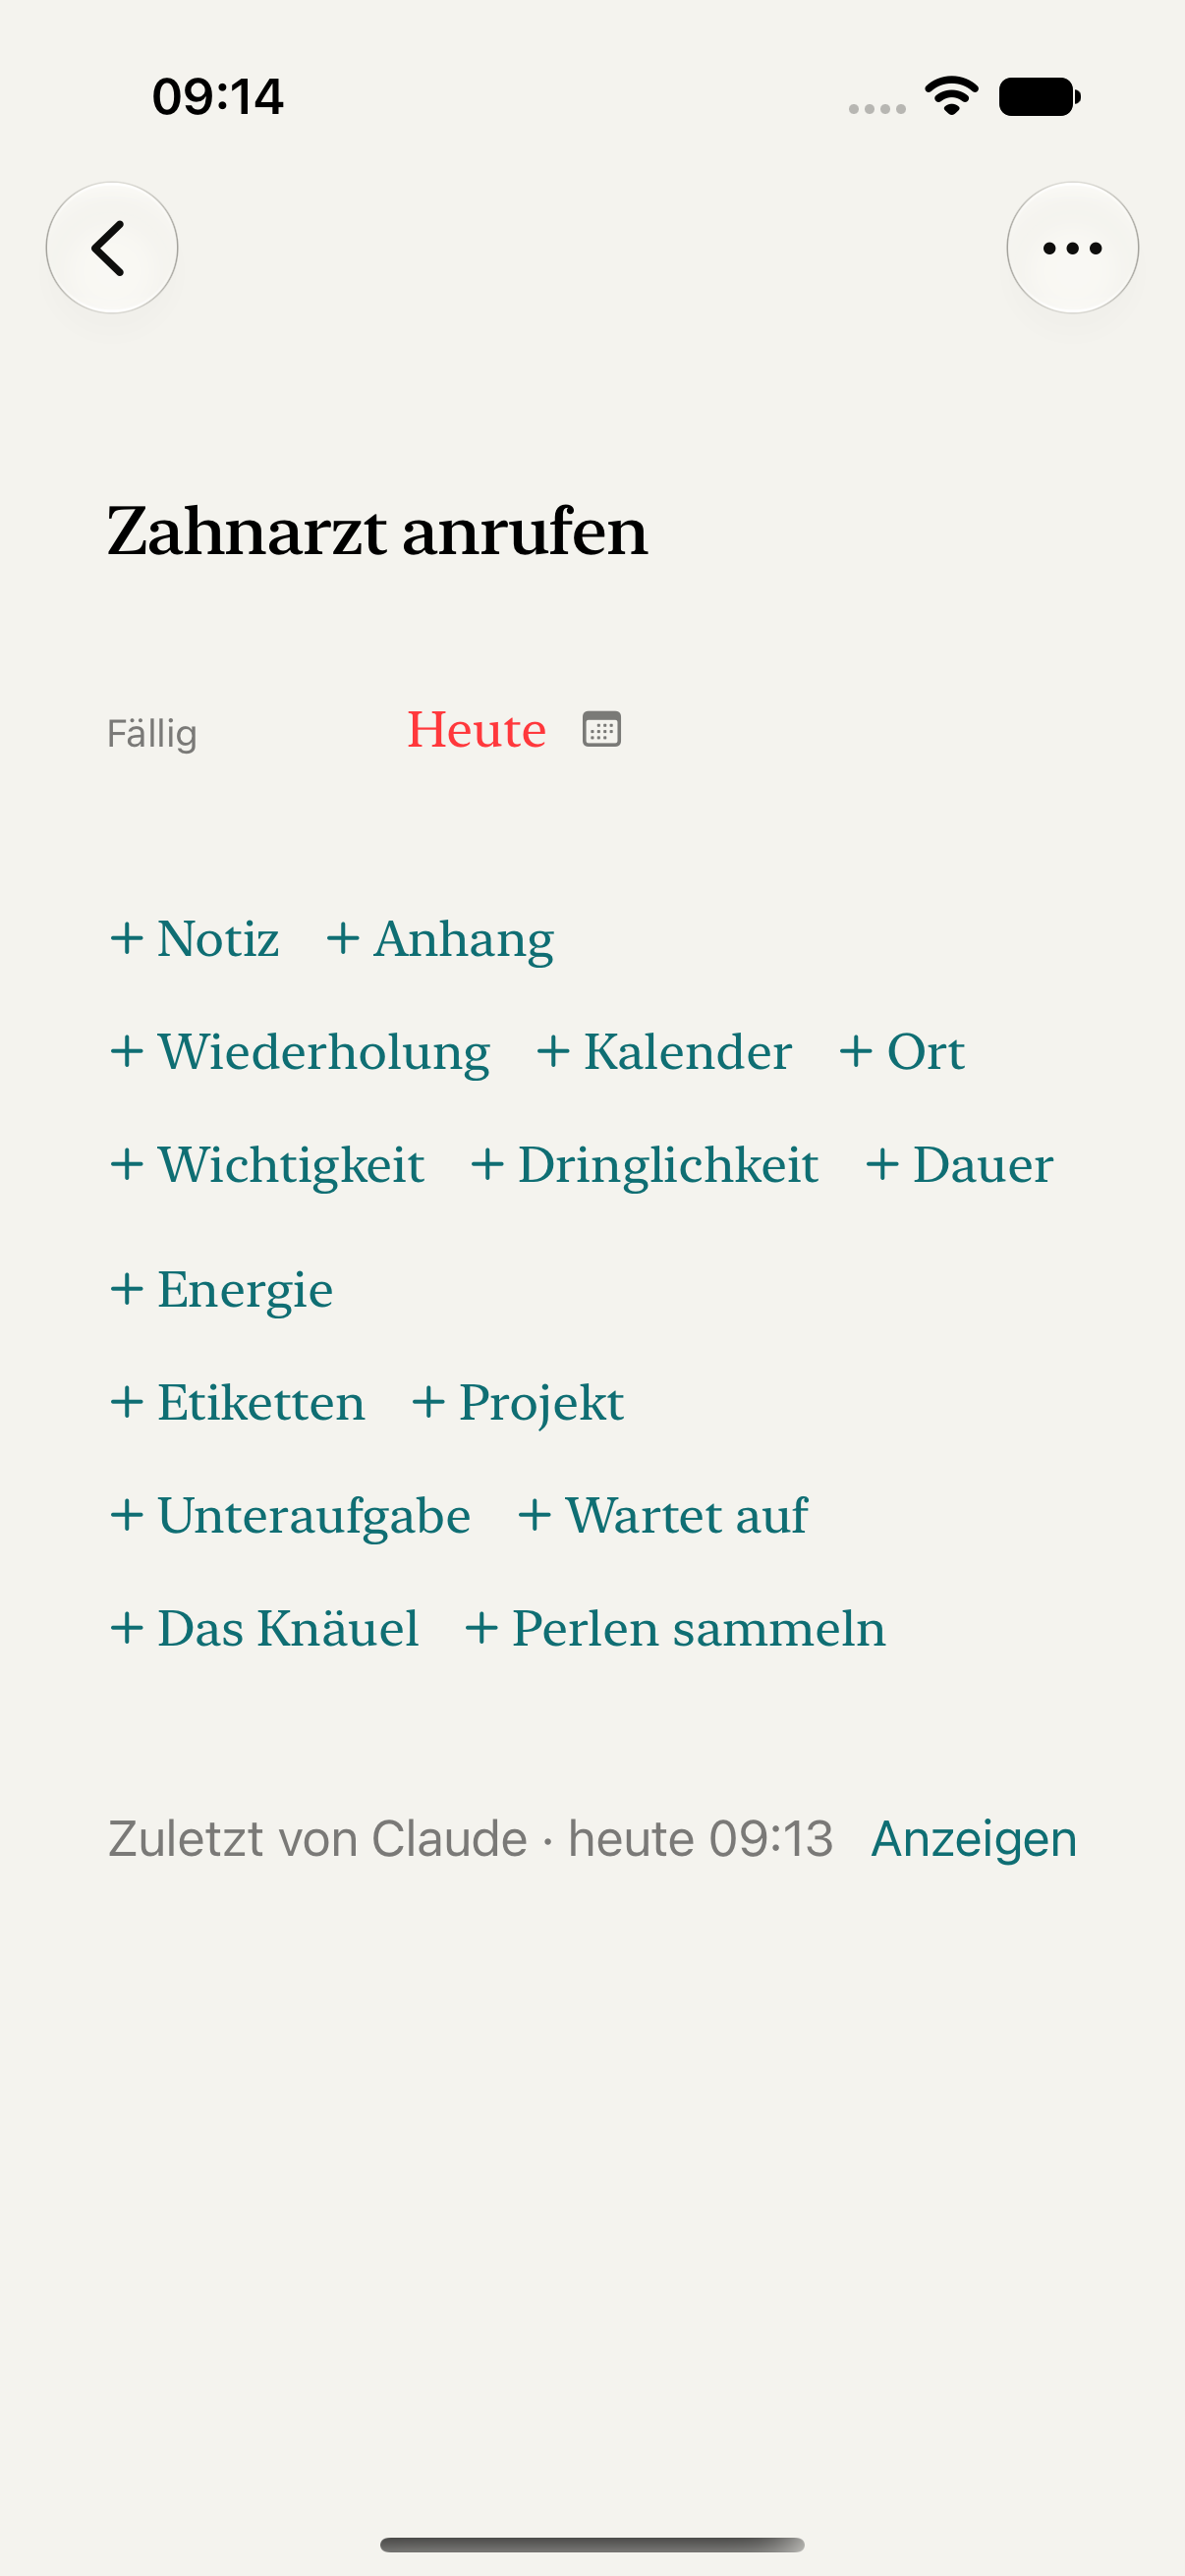 09:14
Zahnarzt anrufen
Fällig Heute
+ Notiz + Anhang
+ Wiederholung + Kalender + Ort
+ Wichtigkeit + Dringlichkeit + Dauer
+ Energie
+ Etiketten + Projekt
+ Unteraufgabe + Wartet auf
+ Das Knäuel + Perlen sammeln
Zuletzt von Claude · heute 09:13 Anzeigen